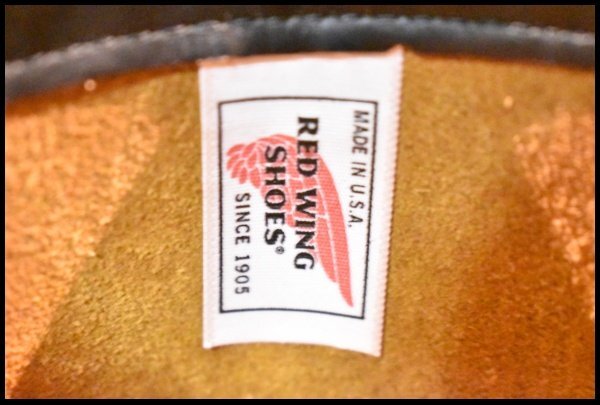 MADE IN U.S.A.
RED WING
SHOES®
SINCE 1905